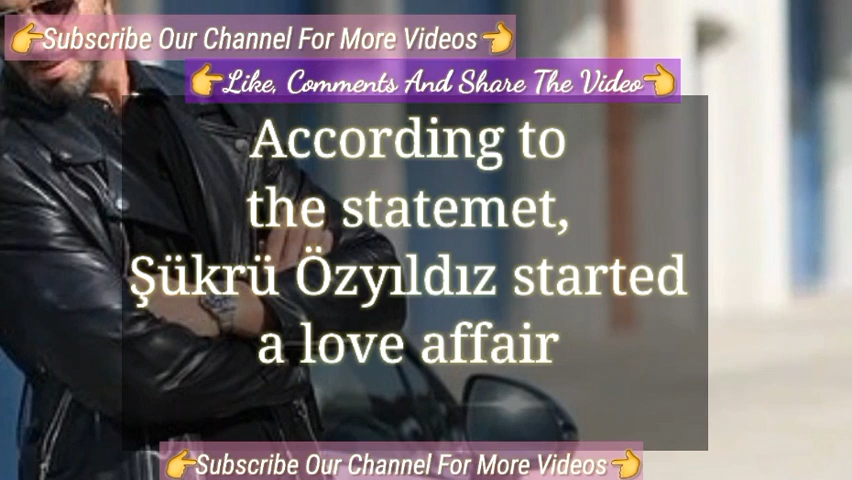 👉Subscribe Our Channel For More Videos👈
👉Like, Comments And Share The Video👈
According to
the statemet,
Şükrü Özyıldız started
a love affair
👉Subscribe Our Channel For More Videos👈